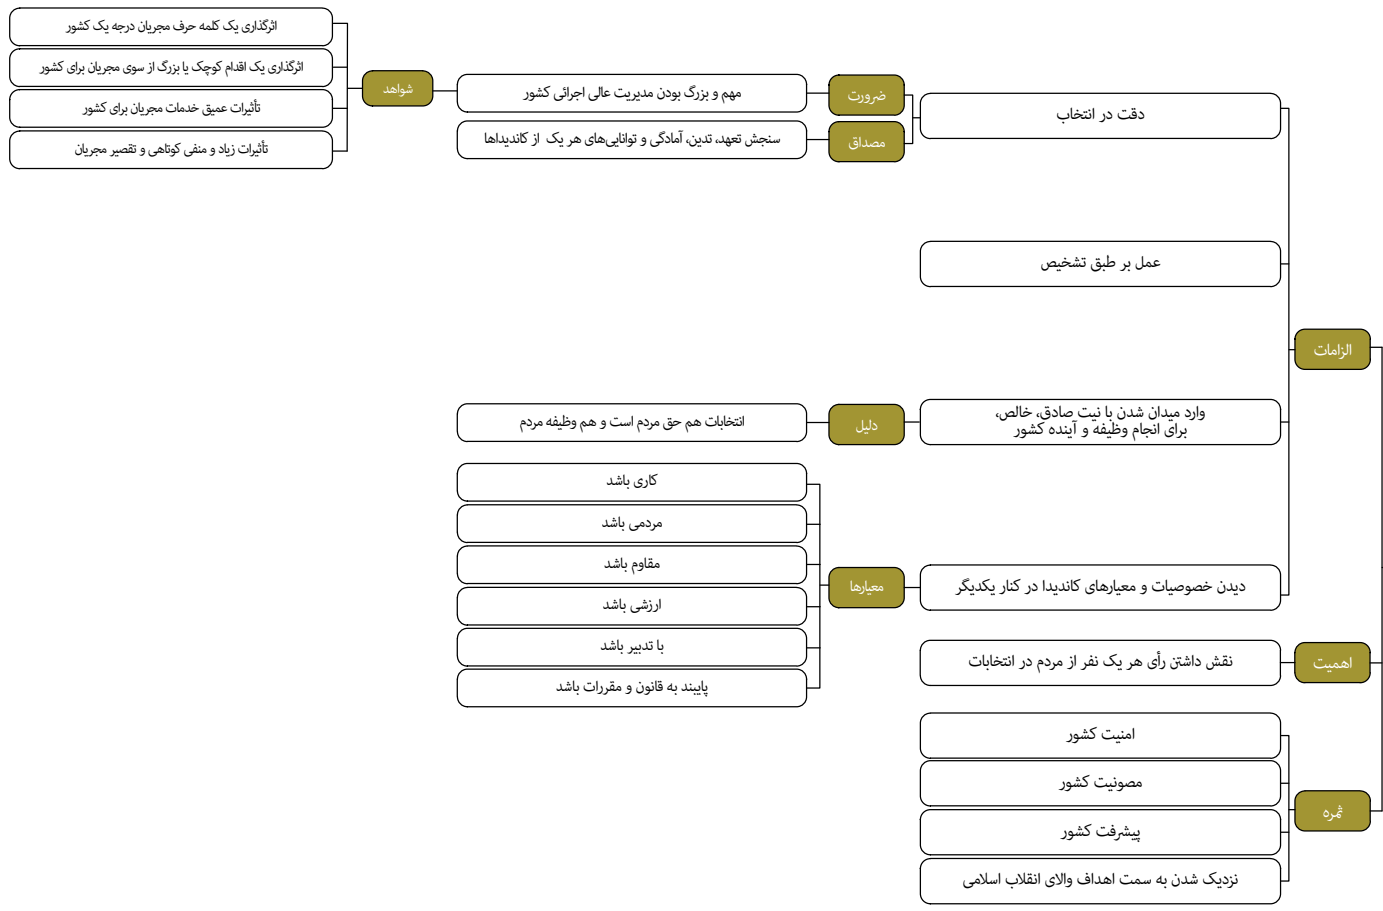 الزامات
دقت در انتخاب
ضرورت
مهم و بزرگ بودن مدیریت عالی اجرائی کشور
شواهد
اثرگذاری یک کلمه حرف مجریان درجه یک کشور
اثرگذاری یک اقدام کوچک یا بزرگ از سوی مجریان برای کشور
تأثیرات عمیق خدمات مجریان برای کشور
تأثیرات زیاد و منفی کوتاهی و تقصیر مجریان
مصداق
سنجش تعهد، تدین، آمادگی و توانایی‌های هر یک از کاندیداها
عمل بر طبق تشخیص
وارد میدان شدن با نیت صادق، خالص،
برای انجام وظیفه و آینده کشور
دلیل
انتخابات هم حق مردم است و هم وظیفه مردم
دیدن خصوصیات و معیارهای کاندیدا در کنار یکدیگر
معیارها
کاری باشد
مردمی باشد
مقاوم باشد
ارزشی باشد
با تدبیر باشد
پایبند به قانون و مقررات باشد
اهمیت
نقش داشتن رأی هر یک نفر از مردم در انتخابات
ثمره
امنیت کشور
مصونیت کشور
پیشرفت کشور
نزدیک شدن به سمت اهداف والای انقلاب اسلامی